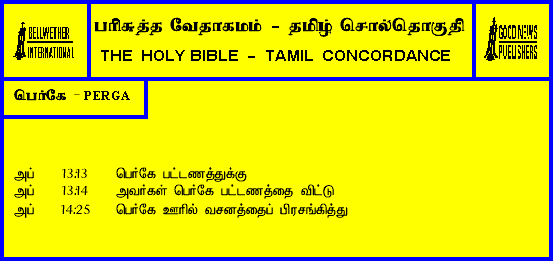 BELLWETHER
INTERNATIONAL
பரிசுத்த வேதாகமம் - தமிழ் சொல்தொகுதி
THE HOLY BIBLE - TAMIL CONCORDANCE
GOOD NEWS
PUBLISHERS
பெர்கே - PERGA
அப் 13:13 பெர்கே பட்டணத்துக்கு
அப் 13:14 அவர்கள் பெர்கே பட்டணத்தை விட்டு
அப் 14:25 பெர்கே ஊரில் வசனத்தைப் பிரசங்கித்து